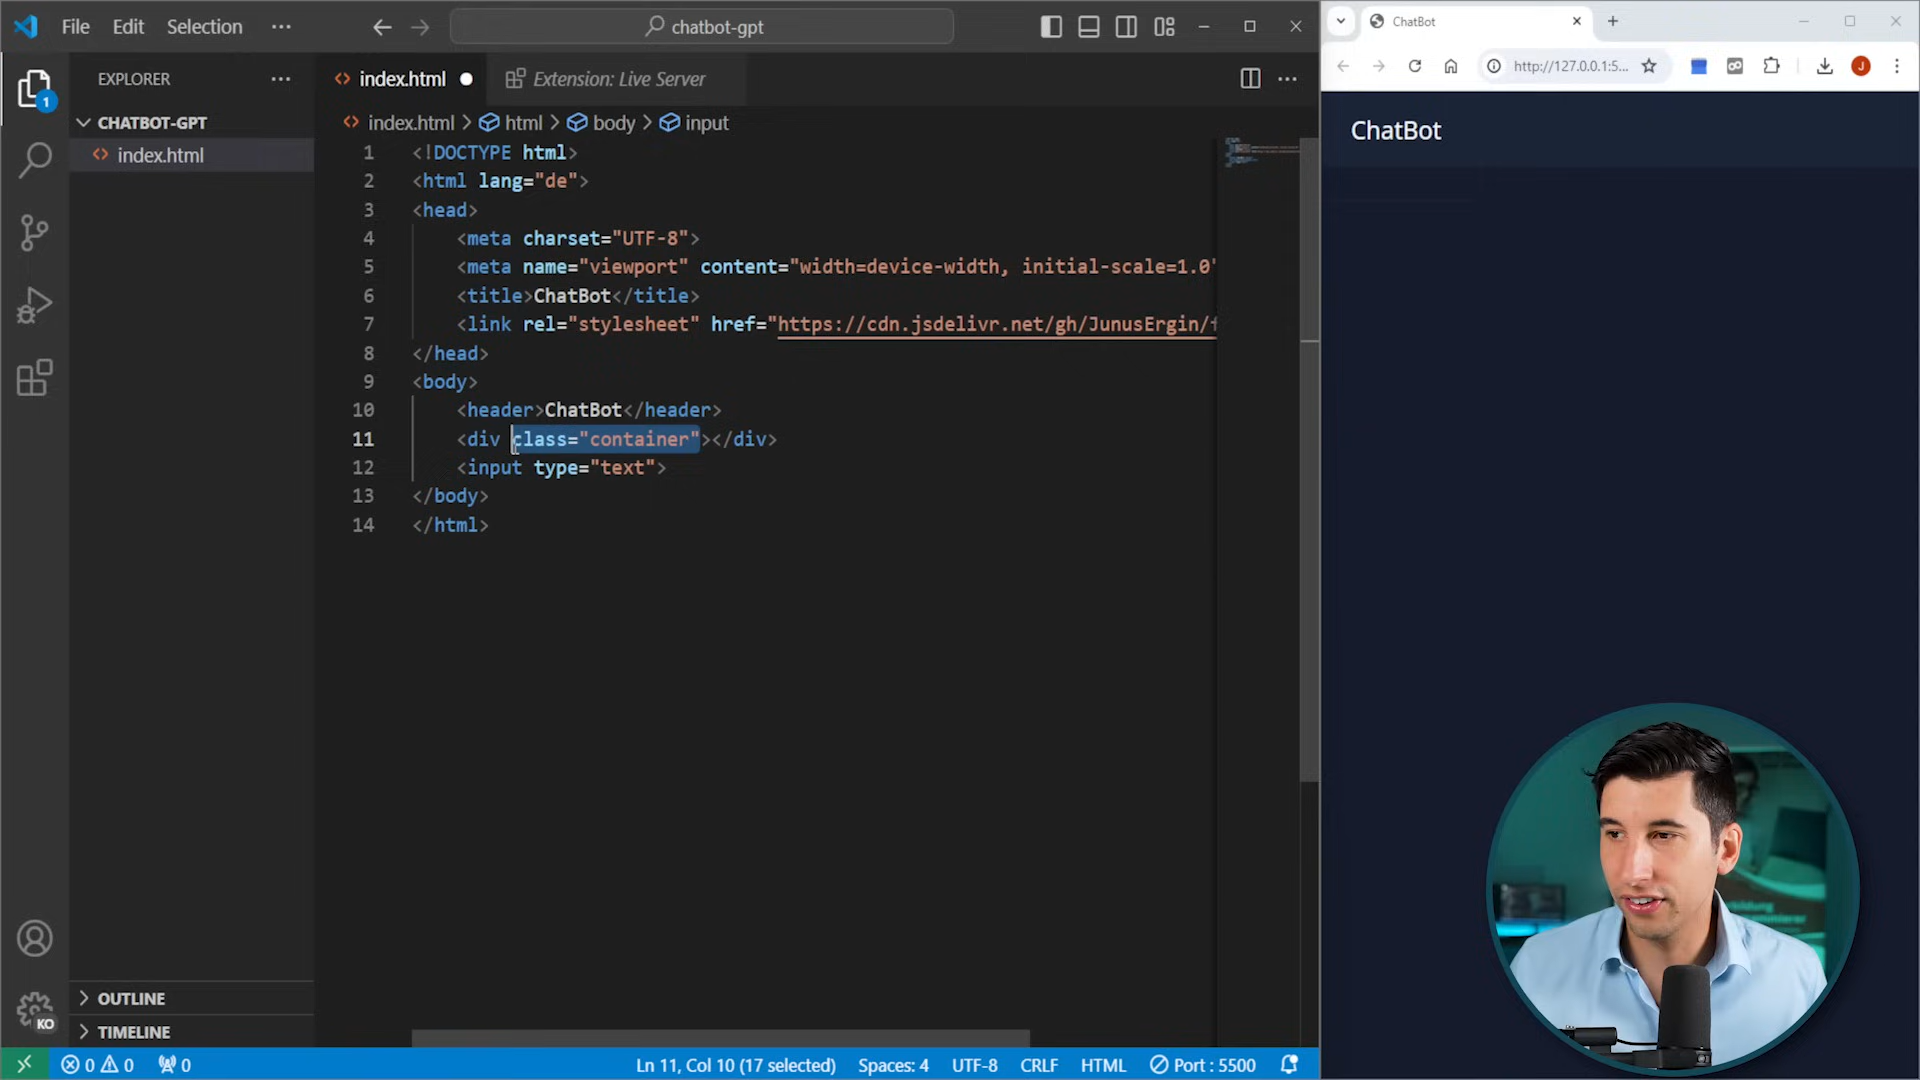 File Edit Selection ··· chatbot-gpt
EXPLORER ···
CHATBOT-GPT
index.html
OUTLINE
TIMELINE
index.html Extension: Live Server ···
index.html > html > body > input
1 <!DOCTYPE html>
2 <html lang="de">
3 <head>
4 <meta charset="UTF-8">
5 <meta name="viewport" content="width=device-width, initial-scale=1.0"
6 <title>ChatBot</title>
7 <link rel="stylesheet" href="https://cdn.jsdelivr.net/gh/JunusErgin/
8 </head>
9 <body>
10 <header>ChatBot</header>
11 <div class="container"></div>
12 <input type="text">
13 </body>
14 </html>
1
KO
0 0 0 Ln 11, Col 10 (17 selected) Spaces: 4 UTF-8 CRLF HTML Port : 5500
ChatBot
http://127.0.0.1:5... J
ChatBot